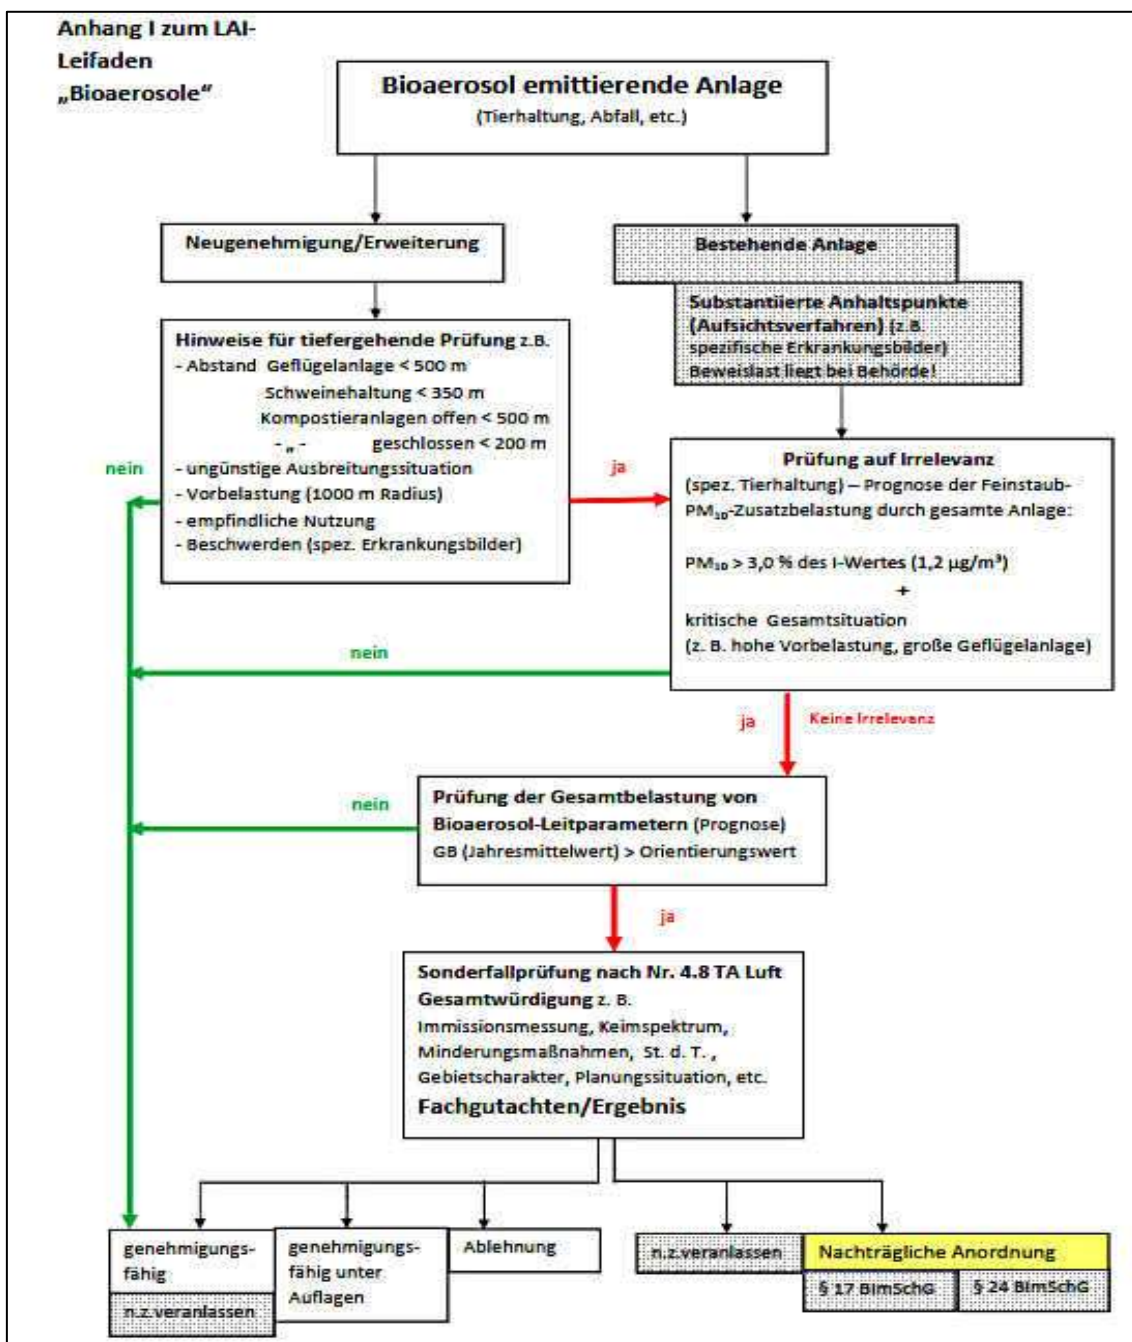 Anhang I zum LAI-
Leifaden
„Bioaerosole“
Bioaerosol emittierende Anlage
(Tierhaltung, Abfall, etc.)
Neugenehmigung/Erweiterung
Bestehende Anlage
Substantiierte Anhaltspunkte
(Aufsichtsverfahren) (z.B.
spezifische Erkrankungsbilder)
Beweislast liegt bei Behörde!
Hinweise für tiefergehende Prüfung z.B.
- Abstand Geflügelanlage < 500 m
Schweinehaltung < 350 m
Kompostieranlagen offen < 500 m
- „ - geschlossen < 200 m
- ungünstige Ausbreitungssituation
- Vorbelastung (1000 m Radius)
- empfindliche Nutzung
- Beschwerden (spez. Erkrankungsbilder)
nein
ja
Prüfung auf Irrelevanz
(spez. Tierhaltung) – Prognose der Feinstaub-
PM₁₀-Zusatzbelastung durch gesamte Anlage:
PM₁₀ > 3,0 % des I-Wertes (1,2 µg/m³)
+
kritische Gesamtsituation
(z. B. hohe Vorbelastung, große Geflügelanlage)
nein
ja
Keine Irrelevanz
nein
Prüfung der Gesamtbelastung von
Bioaerosol-Leitparametern (Prognose)
GB (Jahresmittelwert) > Orientierungswert
ja
Sonderfallprüfung nach Nr. 4.8 TA Luft
Gesamtwürdigung z. B.
Immissionsmessung, Keimspektrum,
Minderungsmaßnahmen, St. d. T. ,
Gebietscharakter, Planungssituation, etc.
Fachgutachten/Ergebnis
genehmigungs-
fähig
n.z.veranlassen
genehmigungs-
fähig unter
Auflagen
Ablehnung
n.z.veranlassen
Nachträgliche Anordnung
§ 17 BImSchG
§ 24 BImSchG